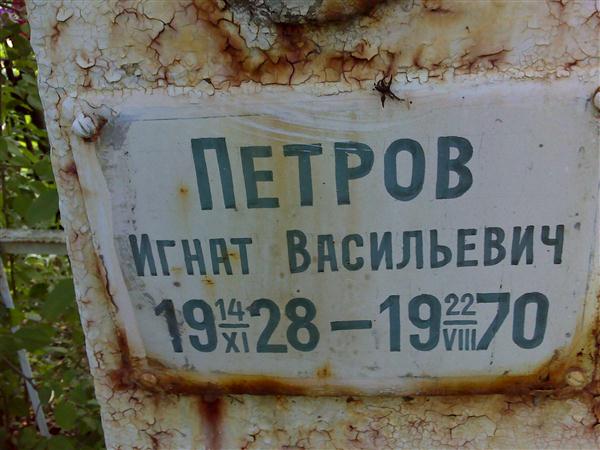 ПЕТРОВ
ИГНАТ ВАСИЛЬЕВИЧ
19 14/XI 28 – 19 22/VIII 70